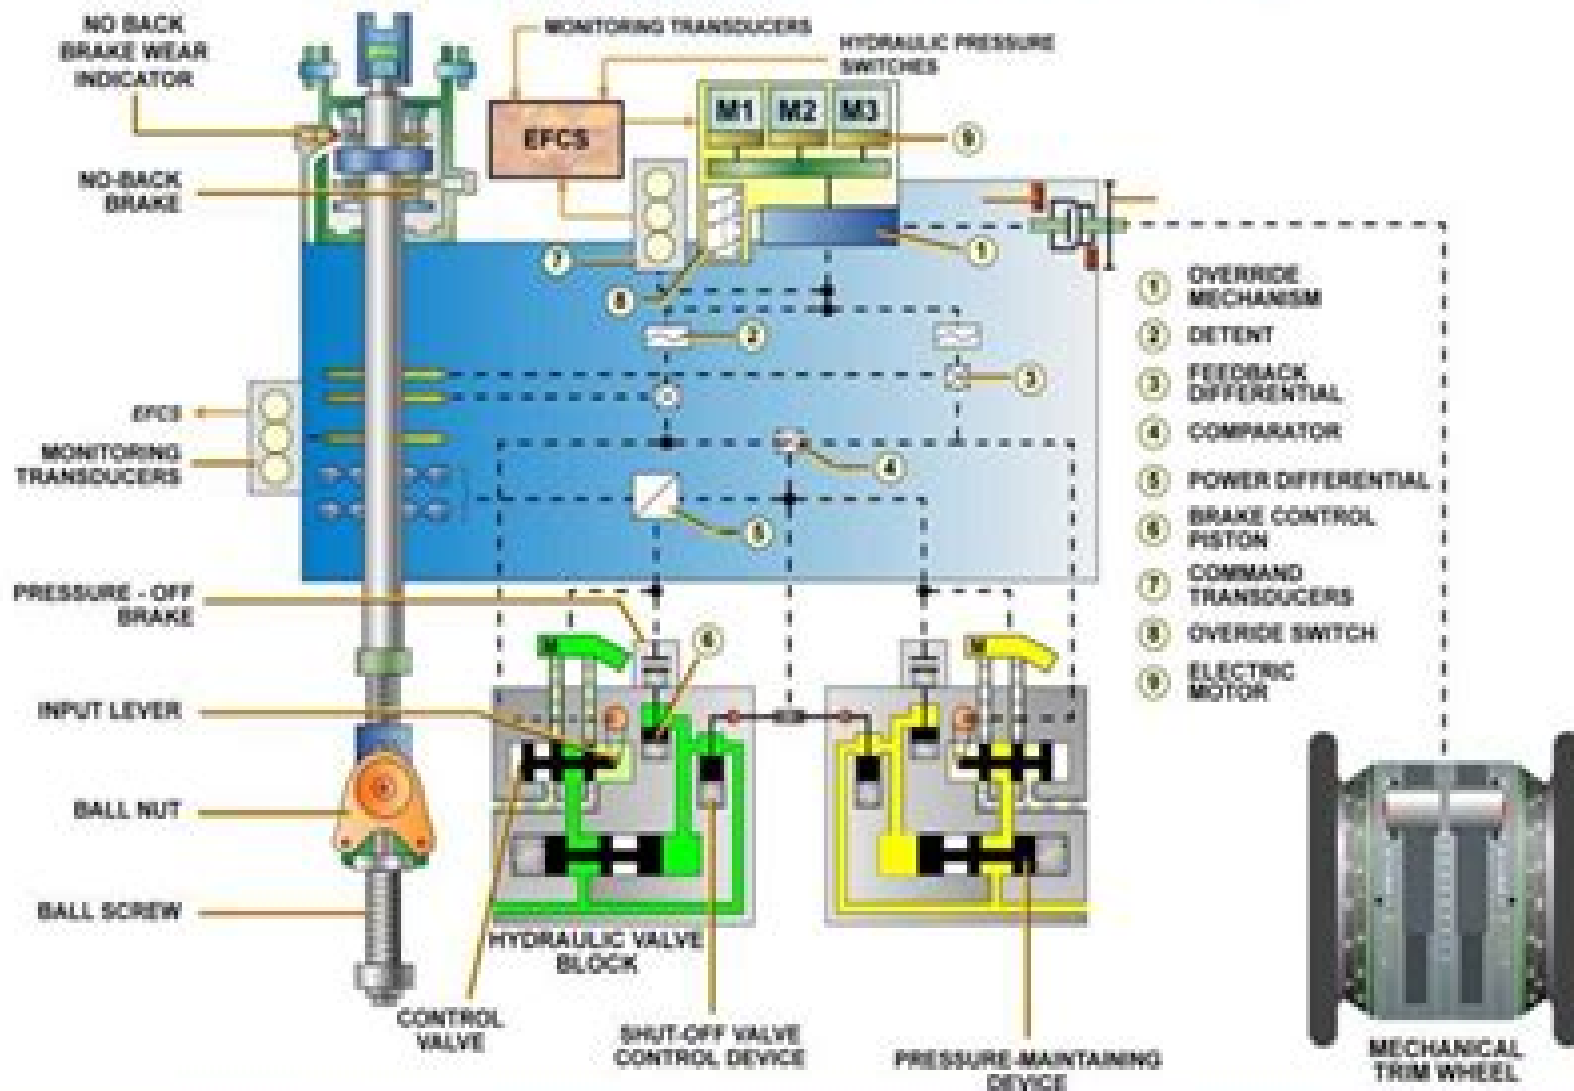 NO BACK
BRAKE WEAR
INDICATOR
MONITORING TRANSDUCERS
HYDRAULIC PRESSURE
SWITCHES
M1 M2 M3
EFCS
9
NO-BACK
BRAKE
7
8
1
1 OVERRIDE
MECHANISM
2 DETENT
3 FEEDBACK
DIFFERENTIAL
4 COMPARATOR
5 POWER DIFFERENTIAL
6 BRAKE CONTROL
PISTON
7 COMMAND
TRANSDUCERS
8 OVERIDE SWITCH
9 ELECTRIC
MOTOR
2
3
EFCS
MONITORING
TRANSDUCERS
4
5
PRESSURE - OFF
BRAKE
M
6
M
INPUT LEVER
BALL NUT
BALL SCREW
HYDRAULIC VALVE
BLOCK
CONTROL
VALVE
SHUT-OFF VALVE
CONTROL DEVICE
PRESSURE-MAINTAINING
DEVICE
MECHANICAL
TRIM WHEEL